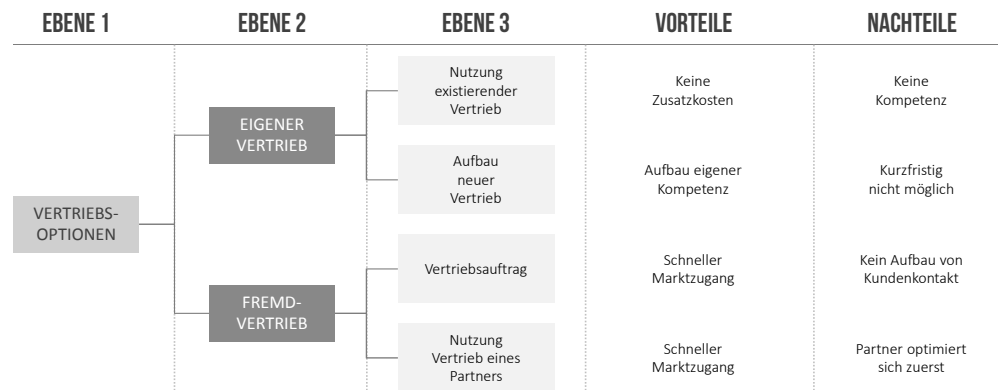 EBENE 1
EBENE 2
EBENE 3
VORTEILE
NACHTEILE
VERTRIEBS-
OPTIONEN
EIGENER
VERTRIEB
Nutzung
existierender
Vertrieb
Keine
Zusatzkosten
Keine
Kompetenz
Aufbau
neuer
Vertrieb
Aufbau eigener
Kompetenz
Kurzfristig
nicht möglich
FREMD-
VERTRIEB
Vertriebsauftrag
Schneller
Marktzugang
Kein Aufbau von
Kundenkontakt
Nutzung
Vertrieb eines
Partners
Schneller
Marktzugang
Partner optimiert
sich zuerst